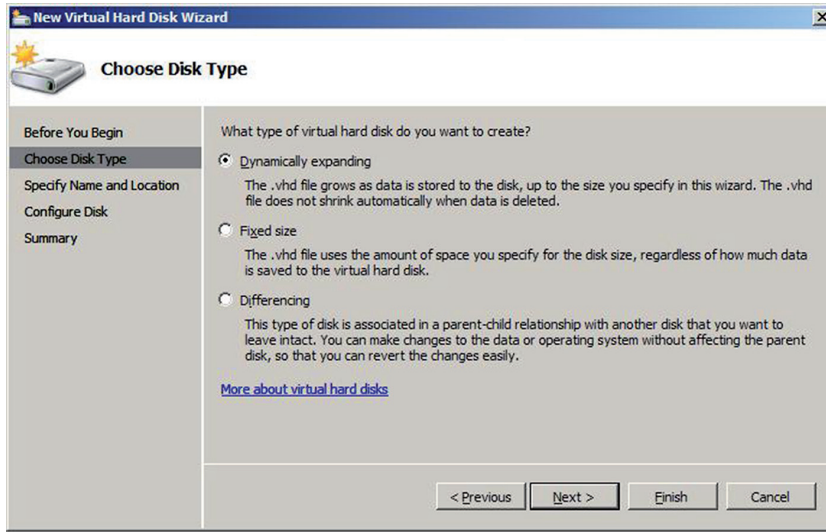 New Virtual Hard Disk Wizard
Choose Disk Type
Before You Begin
Choose Disk Type
Specify Name and Location
Configure Disk
Summary
What type of virtual hard disk do you want to create?
Dynamically expanding
The .vhd file grows as data is stored to the disk, up to the size you specify in this wizard. The .vhd
file does not shrink automatically when data is deleted.
Fixed size
The .vhd file uses the amount of space you specify for the disk size, regardless of how much data
is saved to the virtual hard disk.
Differencing
This type of disk is associated in a parent-child relationship with another disk that you want to
leave intact. You can make changes to the data or operating system without affecting the parent
disk, so that you can revert the changes easily.
More about virtual hard disks
< Previous
Next >
Finish
Cancel